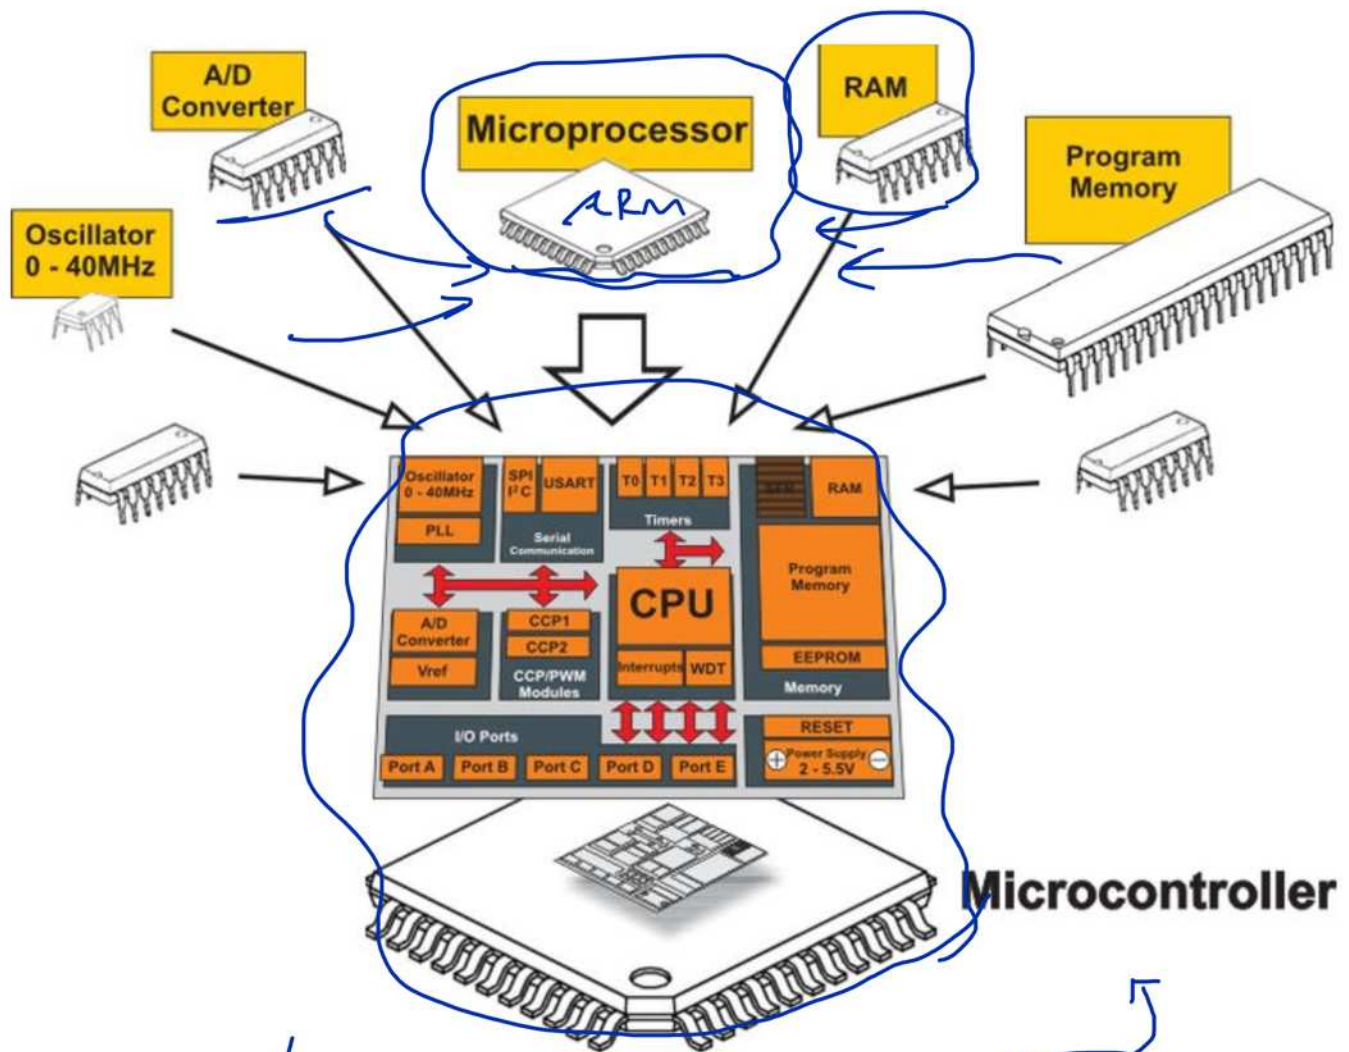 A/D
Converter
Microprocessor
ARM
RAM
Program
Memory
Oscillator
0 - 40MHz
Oscillator
0 - 40MHz
PLL
SPI
I²C
USART
Serial
Communication
T0 T1 T2 T3
Timers
RAM
Program
Memory
EEPROM
Memory
CPU
Interrupts
WDT
A/D
Converter
Vref
CCP1
CCP2
CCP/PWM
Modules
I/O Ports
Port A
Port B
Port C
Port D
Port E
RESET
+ Power Supply -
2 - 5.5V
Microcontroller